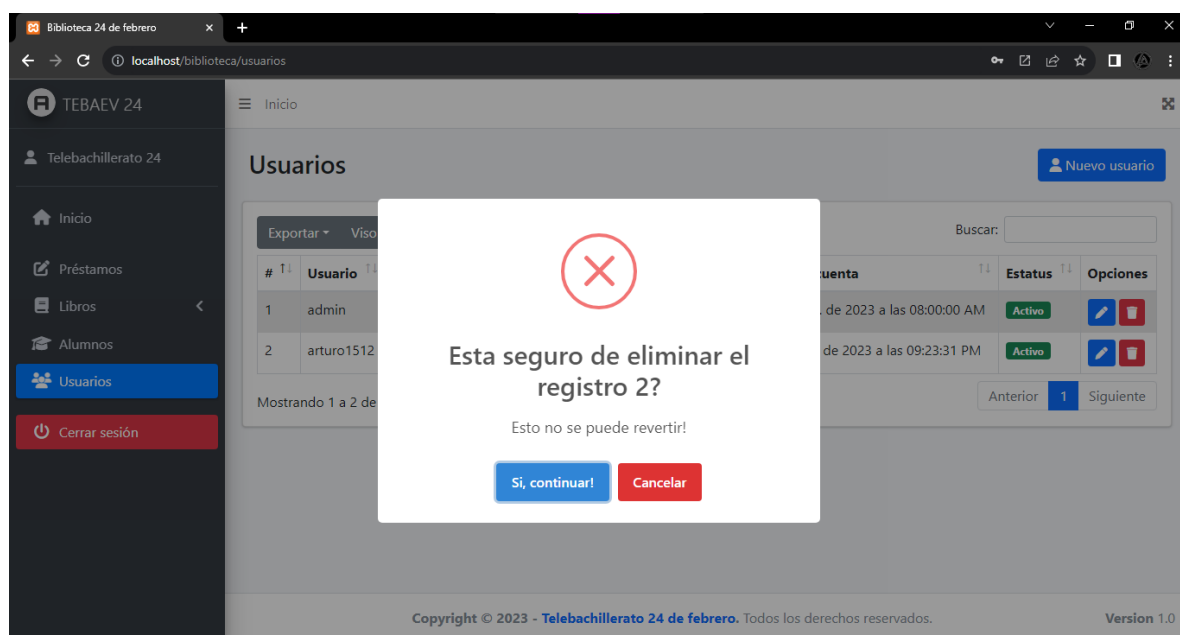 Biblioteca 24 de febrero
localhost/biblioteca/usuarios
TEBAEV 24
Inicio
Telebachillerato 24
Usuarios
Nuevo usuario
Inicio
Préstamos
Libros
Alumnos
Usuarios
Cerrar sesión
Exportar
Buscar:
# Usuario Estatus Opciones
1 admin de 2023 a las 08:00:00 AM Activo
2 arturo1512 de 2023 a las 09:23:31 PM Activo
Mostrando 1 a 2 de
Anterior 1 Siguiente
Esta seguro de eliminar el
registro 2?
Esto no se puede revertir!
Si, continuar!
Cancelar
Copyright © 2023 - Telebachillerato 24 de febrero. Todos los derechos reservados.
Version 1.0